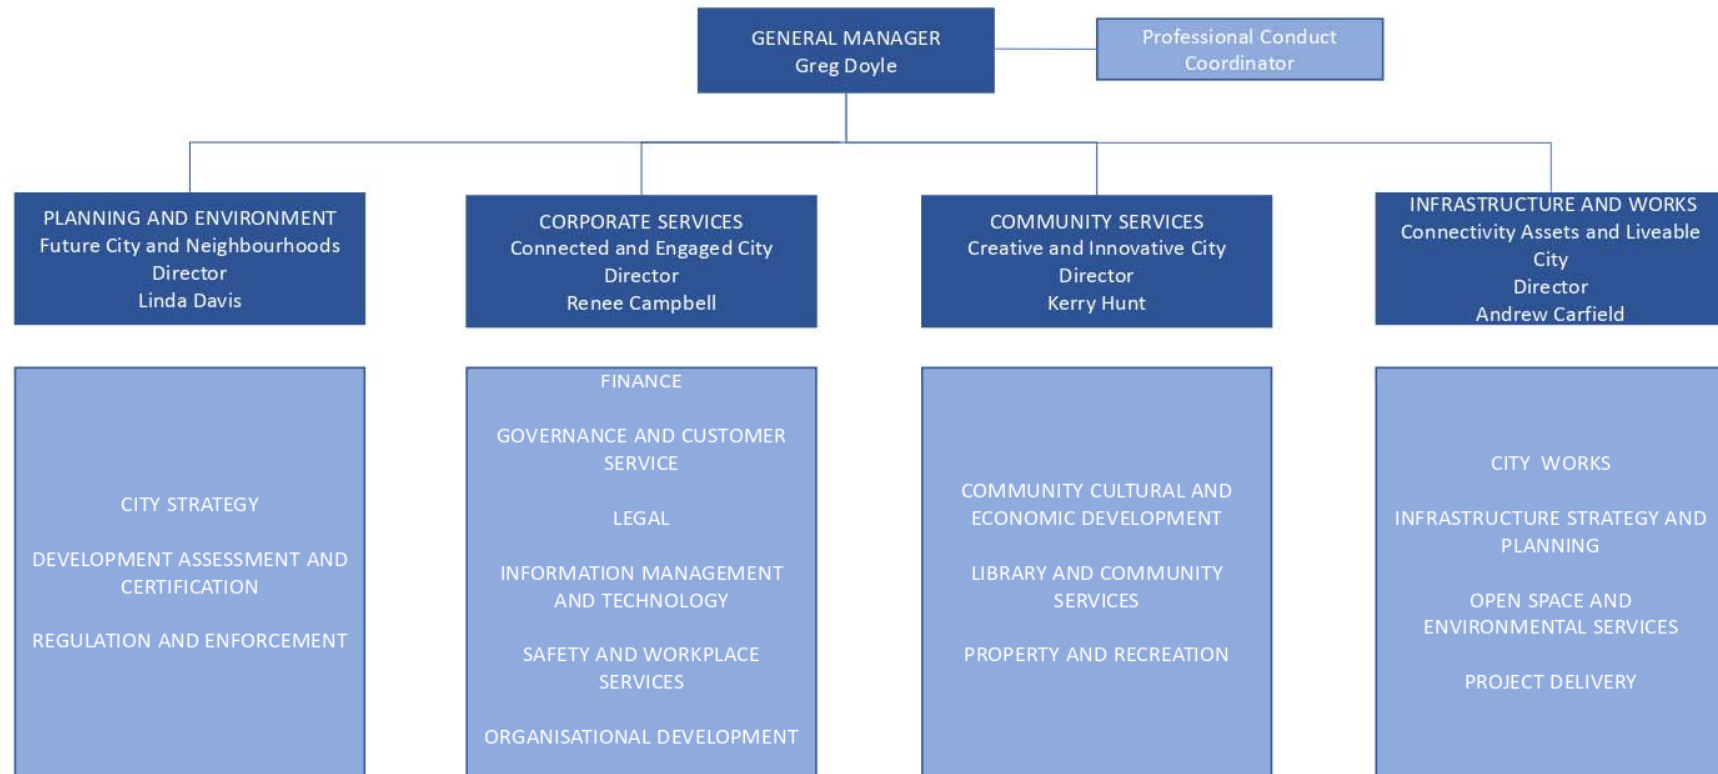 GENERAL MANAGER
Greg Doyle
Professional Conduct
Coordinator
PLANNING AND ENVIRONMENT
Future City and Neighbourhoods
Director
Linda Davis
CORPORATE SERVICES
Connected and Engaged City
Director
Renee Campbell
COMMUNITY SERVICES
Creative and Innovative City
Director
Kerry Hunt
INFRASTRUCTURE AND WORKS
Connectivity Assets and Liveable
City
Director
Andrew Carfield
CITY STRATEGY
DEVELOPMENT ASSESSMENT AND
CERTIFICATION
REGULATION AND ENFORCEMENT
FINANCE
GOVERNANCE AND CUSTOMER
SERVICE
LEGAL
INFORMATION MANAGEMENT
AND TECHNOLOGY
SAFETY AND WORKPLACE
SERVICES
ORGANISATIONAL DEVELOPMENT
COMMUNITY CULTURAL AND
ECONOMIC DEVELOPMENT
LIBRARY AND COMMUNITY
SERVICES
PROPERTY AND RECREATION
CITY WORKS
INFRASTRUCTURE STRATEGY AND
PLANNING
OPEN SPACE AND
ENVIRONMENTAL SERVICES
PROJECT DELIVERY